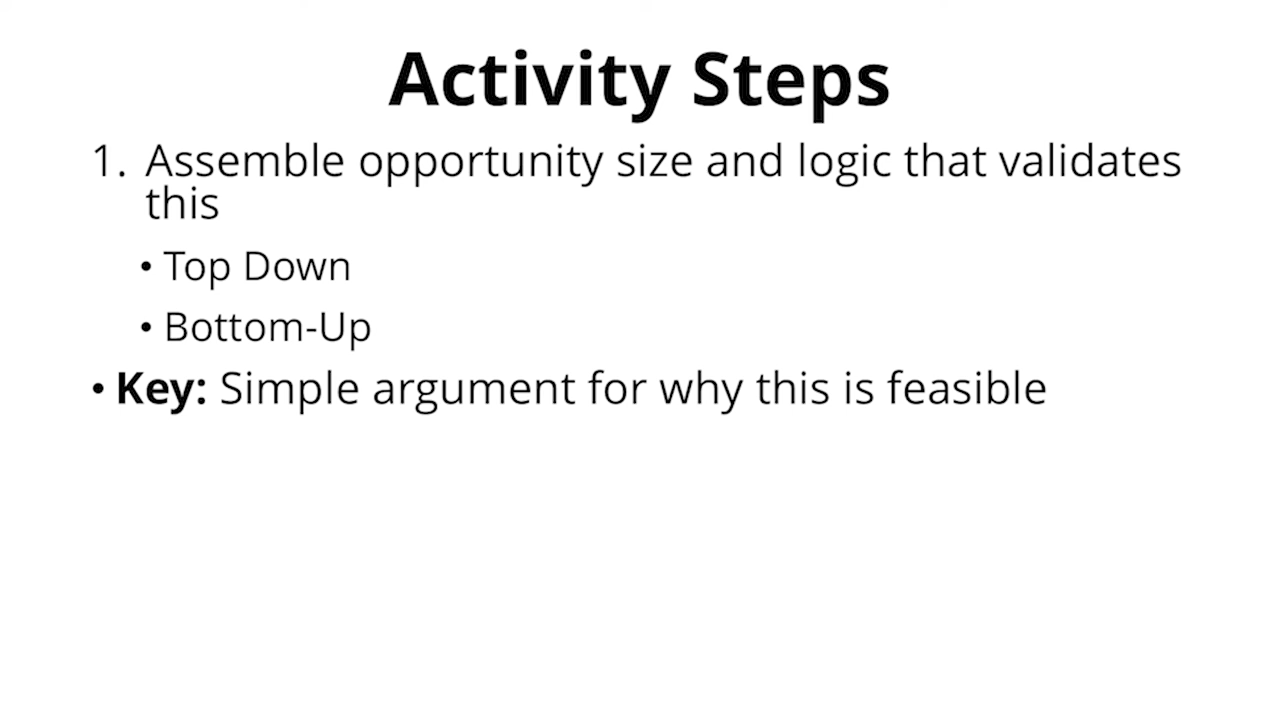 Activity Steps
1. Assemble opportunity size and logic that validates
this
• Top Down
• Bottom-Up
• Key: Simple argument for why this is feasible